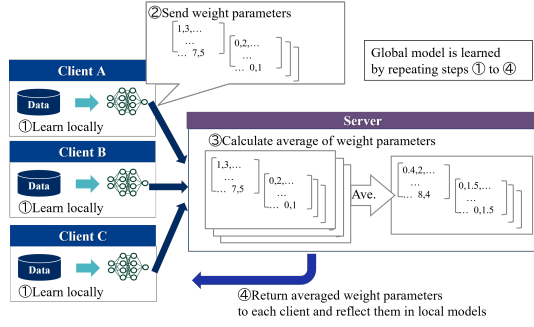 ②Send weight parameters
1,3,…
…
… 7,5
0,2,…
…
… 0,1
Global model is learned
by repeating steps ① to ④
Client A
Data
①Learn locally
Client B
Data
①Learn locally
Client C
Data
①Learn locally
Server
③Calculate average of weight parameters
1,3,…
…
… 7,5
0,2,…
…
… 0,1
Ave.
0.4,2,…
…
… 8,4
0,1.5,…
…
… 0,1.5
④Return averaged weight parameters
to each client and reflect them in local models